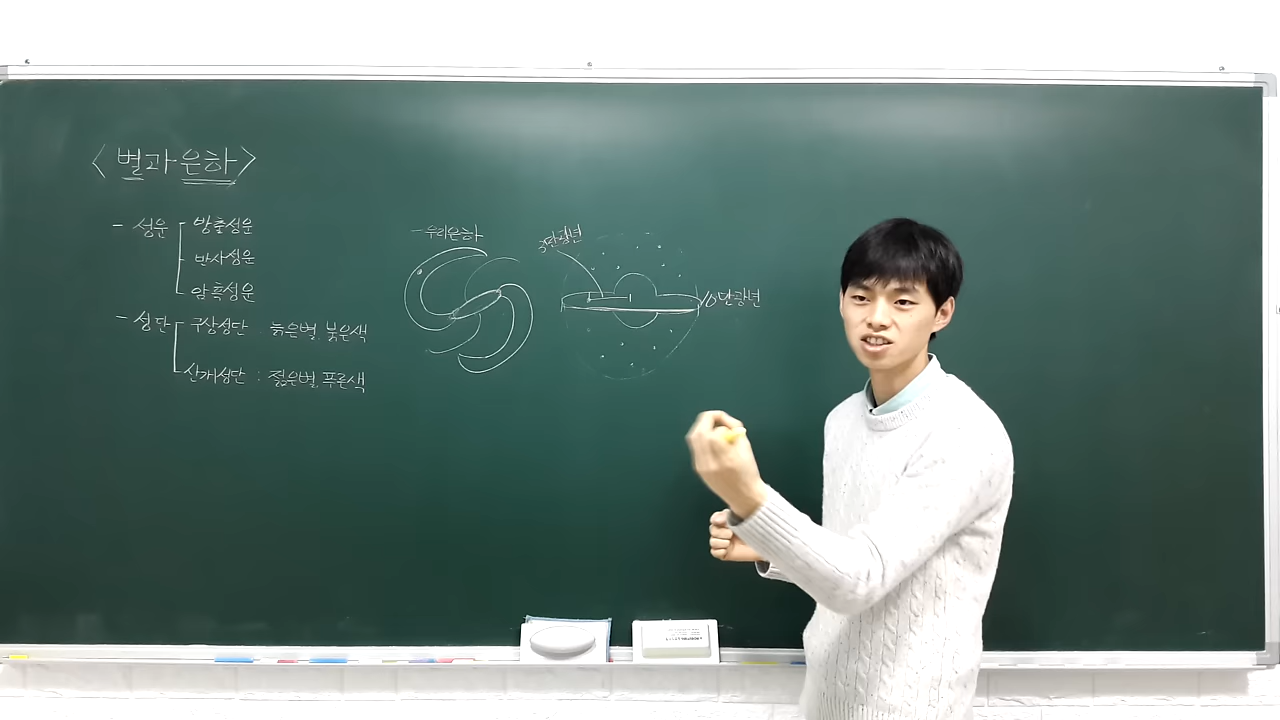 <별과 은하>
- 성운 방출성운
반사성운
암흑성운
- 성단 구상성단 : 늙은별, 붉은색
산개성단 : 젊은별, 푸른색
- 우리은하
3만광년
10만광년